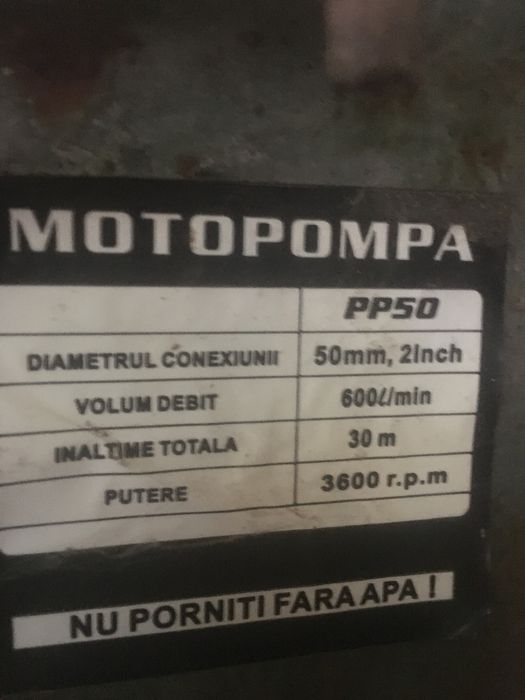 MOTOPOMPA
PP50
DIAMETRUL CONEXIUNII 50mm, 2Inch
VOLUM DEBIT 600ℓ/min
INALTIME TOTALA 30 m
PUTERE 3600 r.p.m
NU PORNITI FARA APA !